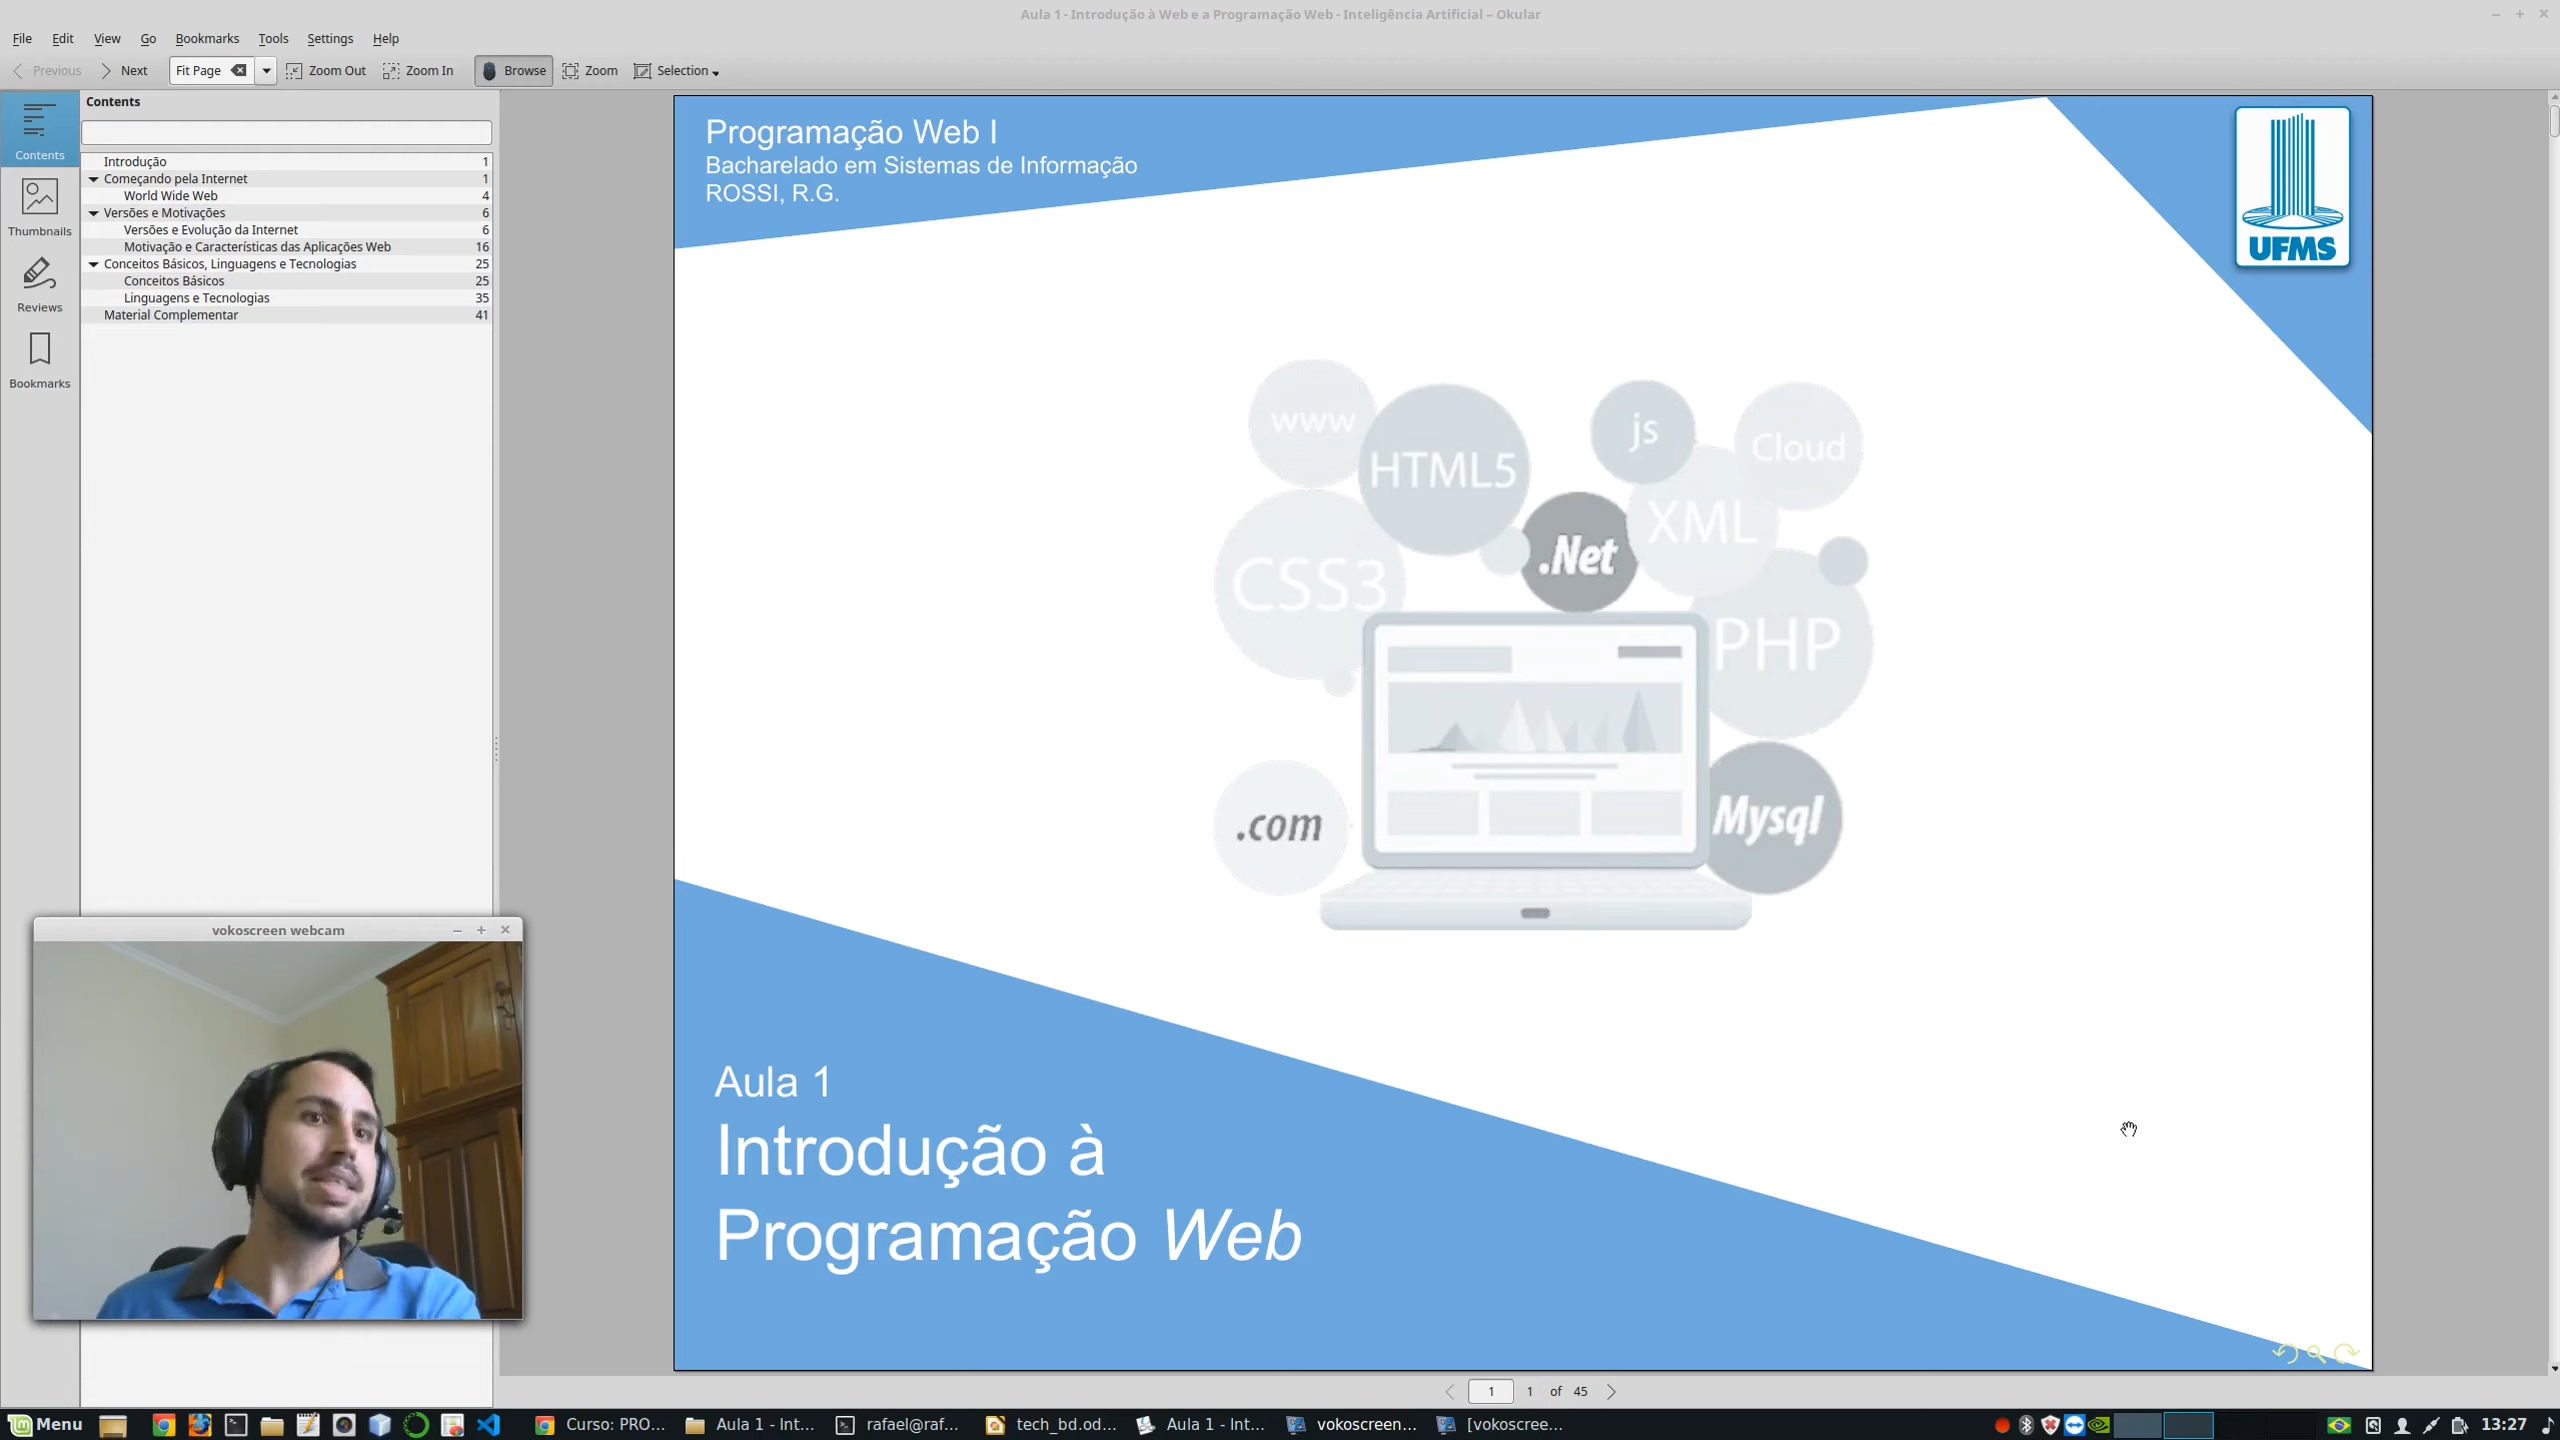 Aula 1 - Introdução à Web e a Programação Web - Inteligência Artificial – Okular
File Edit View Go Bookmarks Tools Settings Help
Previous Next Fit Page Zoom Out Zoom In Browse Zoom Selection
Contents
Thumbnails
Reviews
Bookmarks
Contents
Introdução 1
Começando pela Internet 1
World Wide Web 4
Versões e Motivações 6
Versões e Evolução da Internet 6
Motivação e Características das Aplicações Web 16
Conceitos Básicos, Linguagens e Tecnologias 25
Conceitos Básicos 25
Linguagens e Tecnologias 35
Material Complementar 41
Programação Web I
Bacharelado em Sistemas de Informação
ROSSI, R.G.
UFMS
www
HTML5
js
Cloud
.Net
XML
CSS3
PHP
.com
Mysql
Aula 1
Introdução à
Programação Web
vokoscreen webcam
1 1 of 45
Menu Curso: PRO... Aula 1 - Int... rafael@raf... tech_bd.od... Aula 1 - Int... vokoscreen... [vokoscree... 13:27